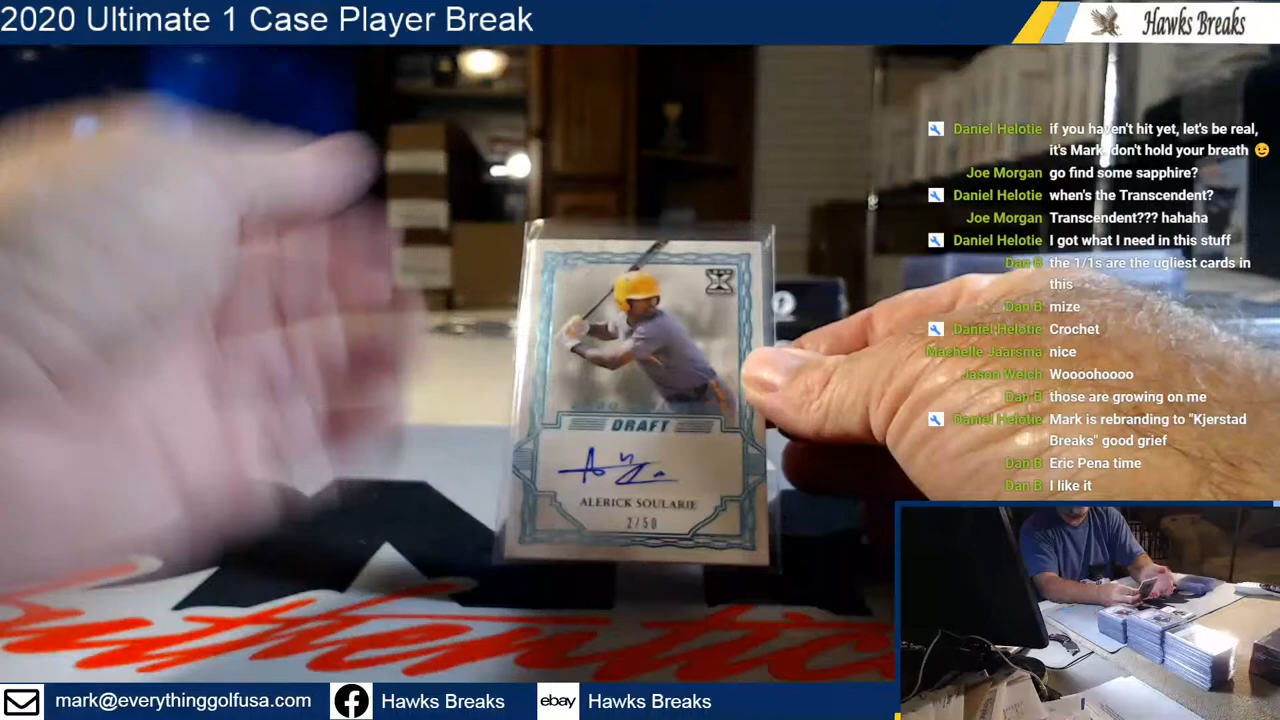 2020 Ultimate 1 Case Player Break
Hawks Breaks
Daniel Helotie if you haven't hit yet, let's be real,
it's Mark, don't hold your breath 😉
Joe Morgan go find some sapphire?
Daniel Helotie when's the Transcendent?
Joe Morgan Transcendent??? hahaha
Daniel Helotie I got what I need in this stuff
Dan B the 1/1s are the ugliest cards in
this
Dan B mize
Daniel Helotie Crochet
Machelle Jaarsma nice
Jason Welch Woooohoooo
Dan B those are growing on me
Daniel Helotie Mark is rebranding to "Kjerstad
Breaks" good grief
Dan B Eric Pena time
Dan B I like it
DRAFT
ALERICK SOULARIE
2/50
Authentics
mark@everythinggolfusa.com
Hawks Breaks
ebay Hawks Breaks